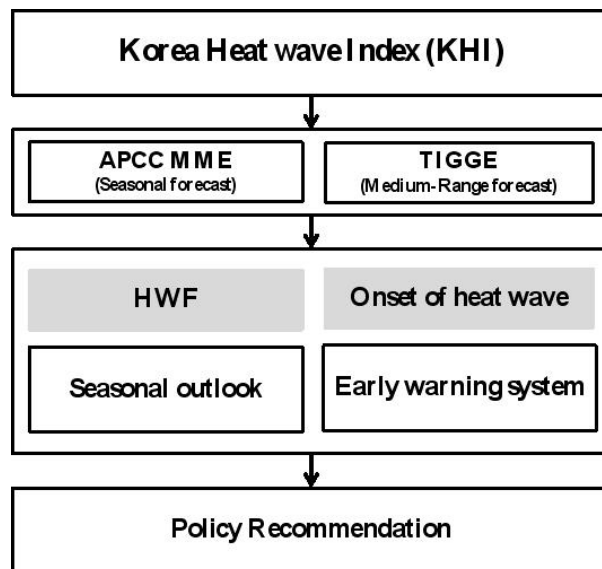 Korea Heat wave Index (KHI)
APCC MME
(Seasonal forecast)
TIGGE
(Medium-Range forecast)
HWF
Onset of heat wave
Seasonal outlook
Early warning system
Policy Recommendation